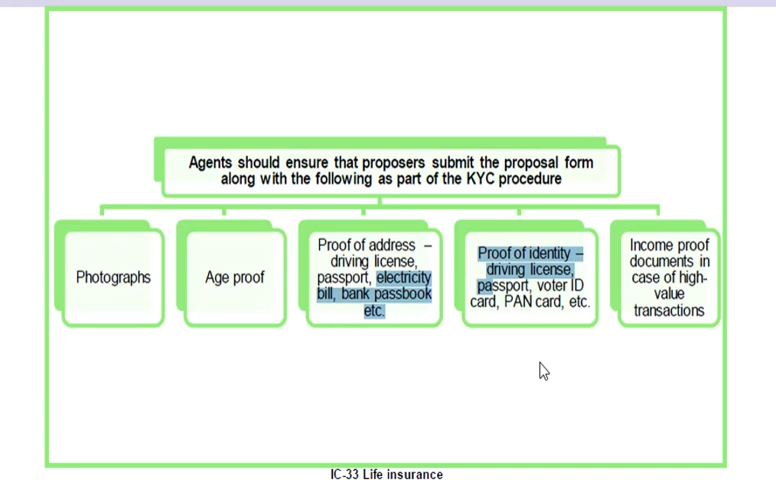 Agents should ensure that proposers submit the proposal form
along with the following as part of the KYC procedure
Photographs
Age proof
Proof of address –
driving license,
passport, electricity
bill, bank passbook
etc.
Proof of identity –
driving license,
passport, voter ID
card, PAN card, etc.
Income proof
documents in
case of high-
value
transactions
IC-33 Life insurance